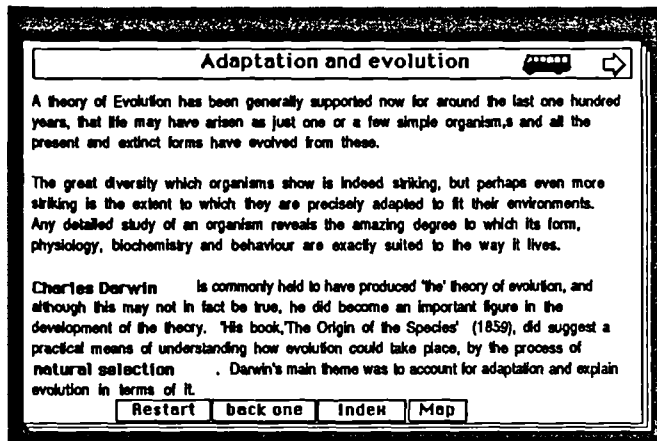 Adaptation and evolution
A theory of Evolution has been generally supported now for around the last one hundred
years, that life may have arisen as just one or a few simple organism,s and all the
present and extinct forms have evolved from these.
The great diversity which organisms show is indeed striking, but perhaps even more
striking is the extent to which they are precisely adapted to fit their environments.
Any detailed study of an organism reveals the amazing degree to which its form,
physiology, biochemistry and behaviour are exactly suited to the way it lives.
Charles Darwin is commonly held to have produced 'the' theory of evolution, and
although this may not in fact be true, he did become an important figure in the
development of the theory. 'His book,'The Origin of the Species' (1859), did suggest a
practical means of understanding how evolution could take place, by the process of
natural selection . Darwin's main theme was to account for adaptation and explain
evolution in terms of it.
Restart back one Index Map